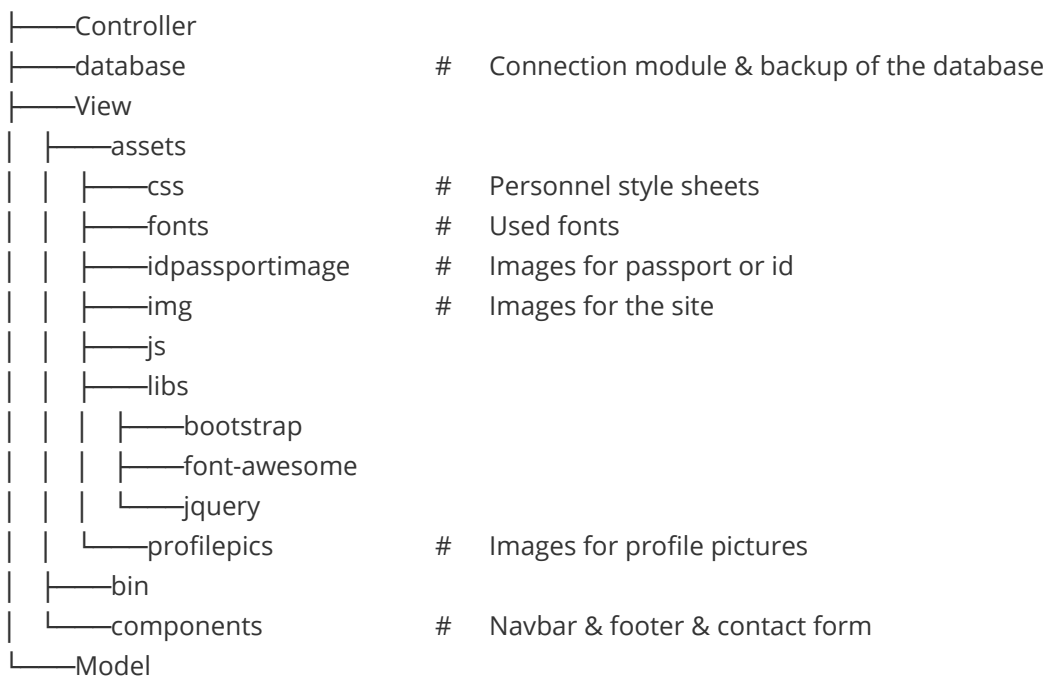 ├───Controller
├───database # Connection module & backup of the database
├───View
│ ├───assets
│ │ ├───css # Personnel style sheets
│ │ ├───fonts # Used fonts
│ │ ├───idpassportimage # Images for passport or id
│ │ ├───img # Images for the site
│ │ ├───js
│ │ ├───libs
│ │ │ ├───bootstrap
│ │ │ ├───font-awesome
│ │ │ └───jquery
│ │ └───profilepics # Images for profile pictures
│ ├───bin
│ └───components # Navbar & footer & contact form
└───Model